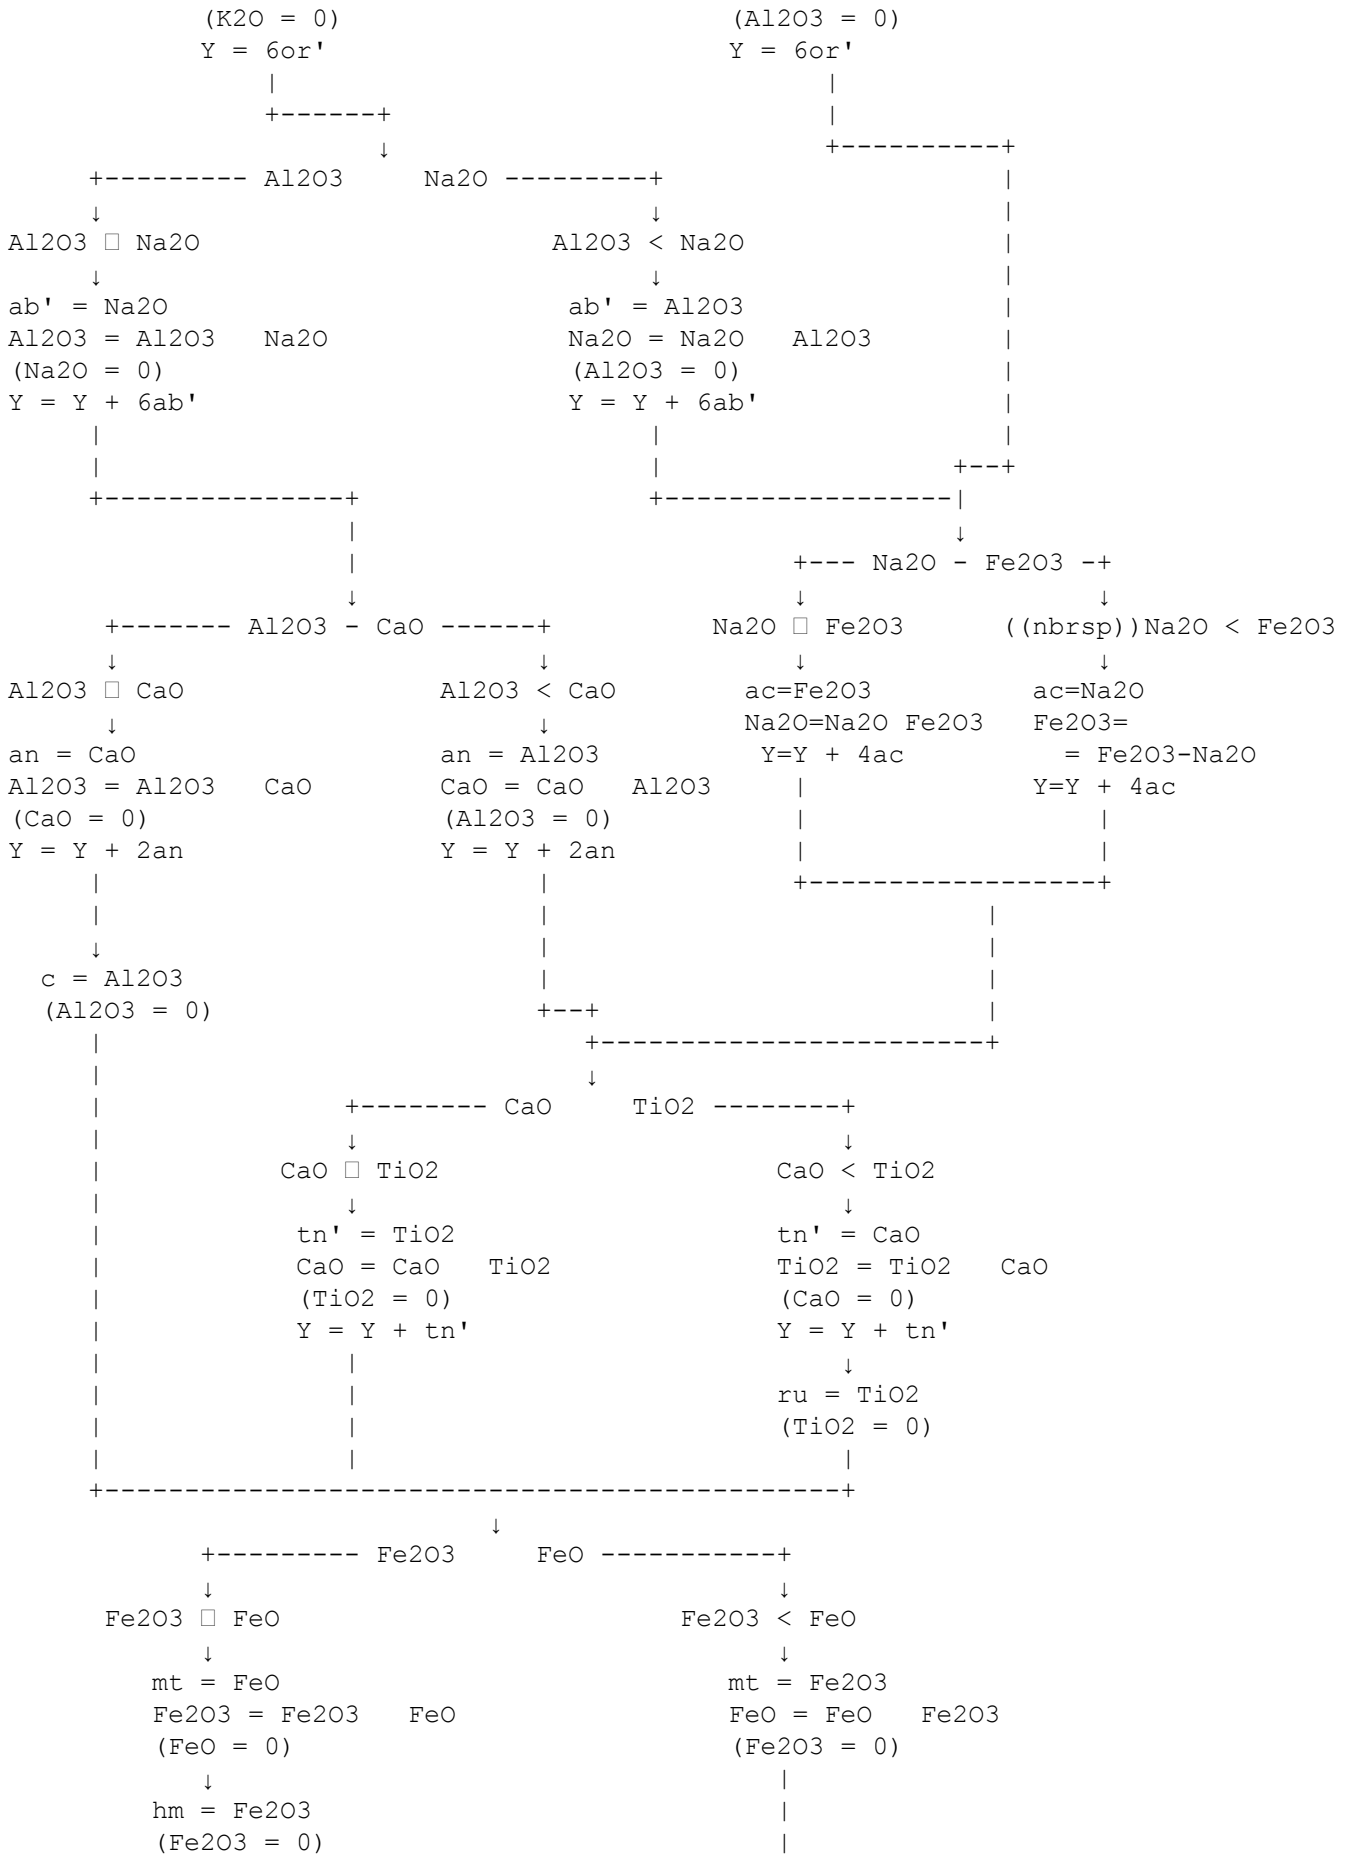 (K2O = 0) (Al2O3 = 0)
Y = 6or' Y = 6or'
| |
+------+ |
↓ +----------+
+--------- Al2O3 Na2O ---------+ |
↓ ↓ |
Al2O3 □ Na2O Al2O3 < Na2O |
↓ ↓ |
ab' = Na2O ab' = Al2O3 |
Al2O3 = Al2O3 Na2O Na2O = Na2O Al2O3 |
(Na2O = 0) (Al2O3 = 0) |
Y = Y + 6ab' Y = Y + 6ab' |
| | |
| | +--+
+---------------+ +------------------|
| ↓
| +--- Na2O - Fe2O3 -+
↓ ↓ ↓
+------- Al2O3 - CaO ------+ Na2O □ Fe2O3 ((nbrsp))Na2O < Fe2O3
↓ ↓ ↓ ↓
Al2O3 □ CaO Al2O3 < CaO ac=Fe2O3 ac=Na2O
↓ ↓ Na2O=Na2O Fe2O3 Fe2O3=
an = CaO an = Al2O3 Y=Y + 4ac = Fe2O3-Na2O
Al2O3 = Al2O3 CaO CaO = CaO Al2O3 | Y=Y + 4ac
(CaO = 0) (Al2O3 = 0) | |
Y = Y + 2an Y = Y + 2an | |
| | +------------------+
| | |
↓ | |
c = Al2O3 | |
(Al2O3 = 0) +--+ |
| +------------------------+
| ↓
| +-------- CaO TiO2 --------+
| ↓ ↓
| CaO □ TiO2 CaO < TiO2
| ↓ ↓
| tn' = TiO2 tn' = CaO
| CaO = CaO TiO2 TiO2 = TiO2 CaO
| (TiO2 = 0) (CaO = 0)
| Y = Y + tn' Y = Y + tn'
| | ↓
| | ru = TiO2
| | (TiO2 = 0)
| | |
+----------------------------------------------+
↓
+--------- Fe2O3 FeO -----------+
↓ ↓
Fe2O3 □ FeO Fe2O3 < FeO
↓ ↓
mt = FeO mt = Fe2O3
Fe2O3 = Fe2O3 FeO FeO = FeO Fe2O3
(FeO = 0) (Fe2O3 = 0)
↓ |
hm = Fe2O3 |
(Fe2O3 = 0) |